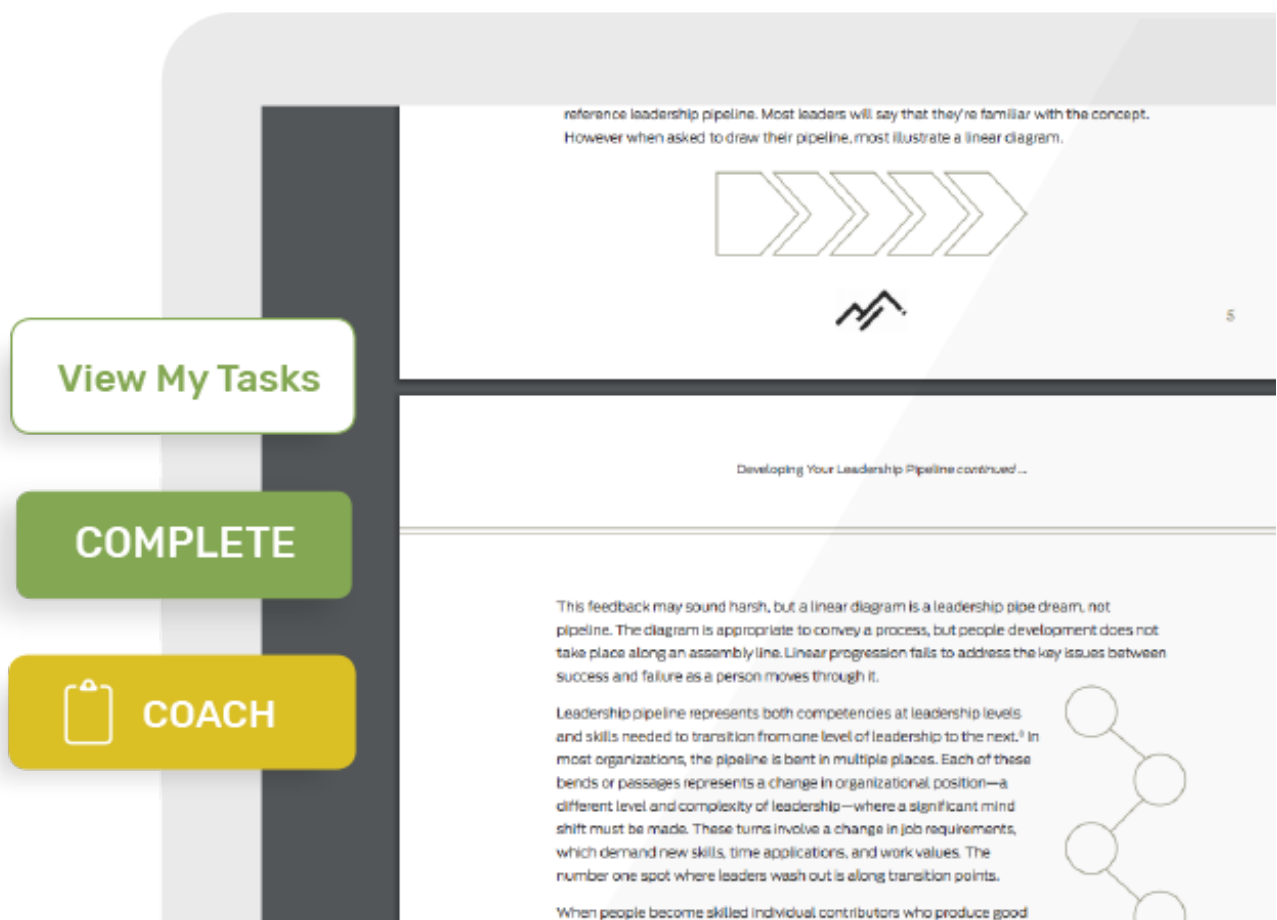 reference leadership pipeline. Most leaders will say that they're familiar with the concept.
However when asked to draw their pipeline, most illustrate a linear diagram.
5
View My Tasks
COMPLETE
COACH
Developing Your Leadership Pipeline continued ...
This feedback may sound harsh, but a linear diagram is a leadership pipe dream, not
pipeline. The diagram is appropriate to convey a process, but people development does not
take place along an assembly line. Linear progression fails to address the key issues between
success and failure as a person moves through it.
Leadership pipeline represents both competencies at leadership levels
and skills needed to transition from one level of leadership to the next. In
most organizations, the pipeline is bent in multiple places. Each of these
bends or passages represents a change in organizational position—a
different level and complexity of leadership—where a significant mind
shift must be made. These turns involve a change in job requirements,
which demand new skills, time applications, and work values. The
number one spot where leaders wash out is along transition points.
When people become skilled individual contributors who produce good